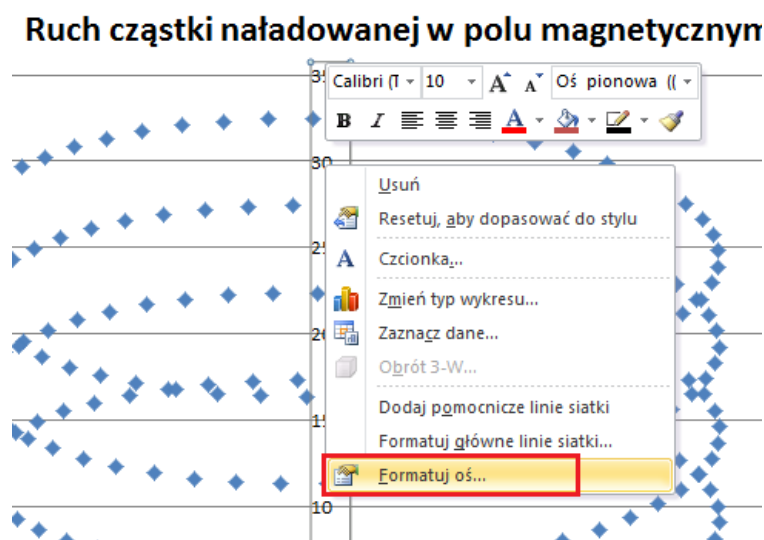 Ruch cząstki naładowanej w polu magnetycznym
35
Calibri (T 10 A A Oś pionowa ((
B I A
30
Usuń
Resetuj, aby dopasować do stylu
25
A Czcionka...
Zmień typ wykresu...
20 Zaznacz dane...
Obrót 3-W...
Dodaj pomocnicze linie siatki
15
Formatuj główne linie siatki...
Formatuj oś...
10